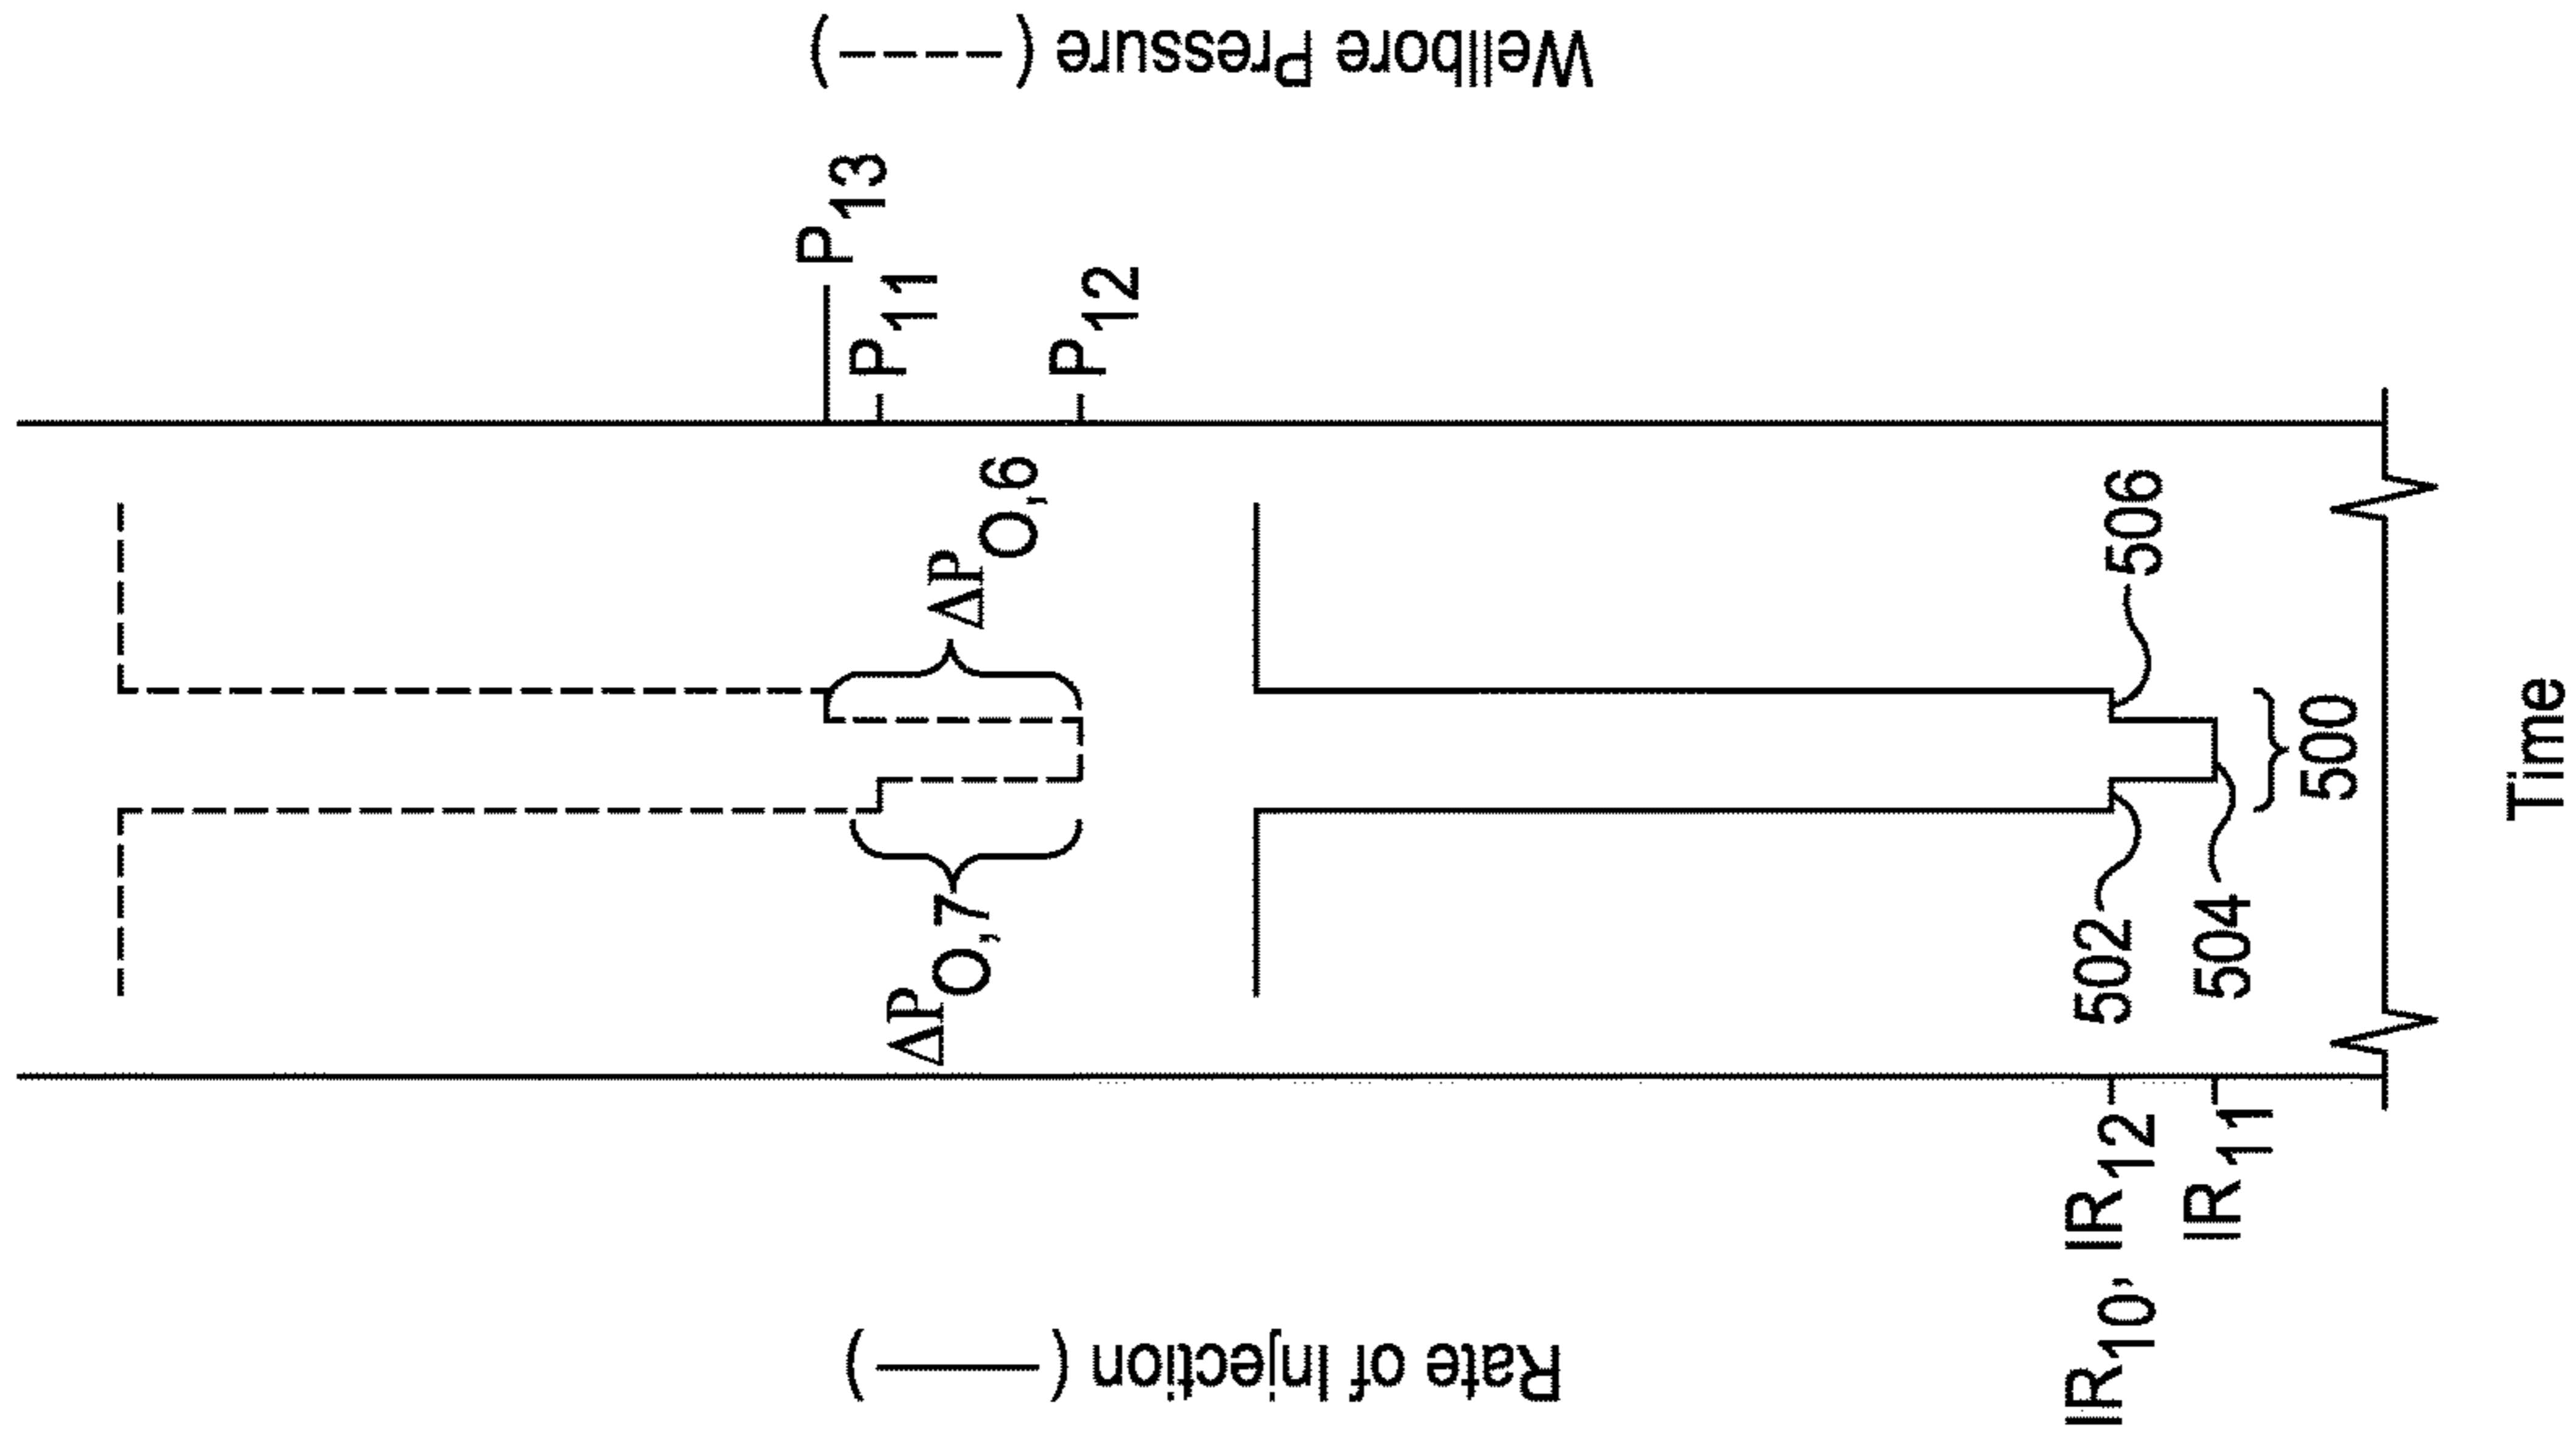 Rate of Injection (——)
Wellbore Pressure (----)
P13
P11
P12
ΔPO,7
ΔPO,6
IR10, IR12
IR11
502
504
506
500
Time